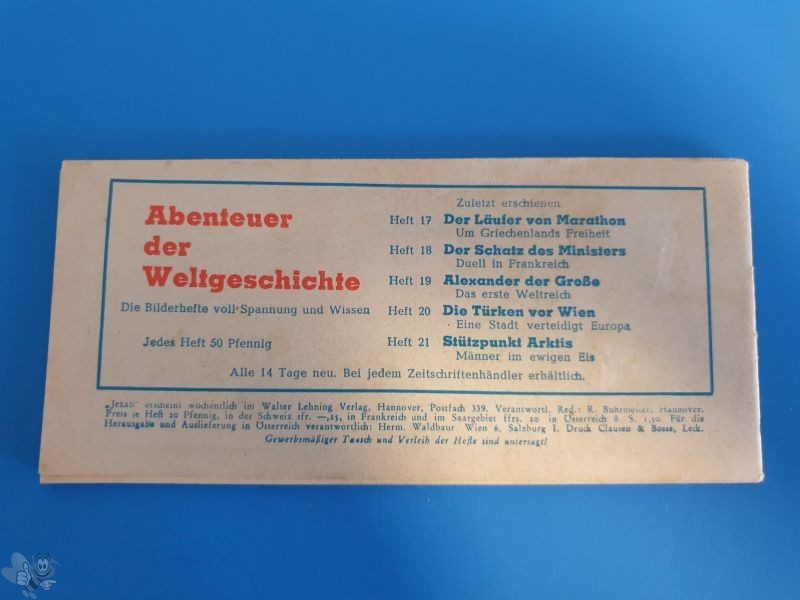 Abenteuer
der
Weltgeschichte
Die Bilderhefte voll Spannung und Wissen
Jedes Heft 50 Pfennig
Zuletzt erschienen
Heft 17 Der Läufer von Marathon
Um Griechenlands Freiheit
Heft 18 Der Schatz des Ministers
Duell in Frankreich
Heft 19 Alexander der Große
Das erste Weltreich
Heft 20 Die Türken vor Wien
Eine Stadt verteidigt Europa
Heft 21 Stützpunkt Arktis
Männer im ewigen Eis
Alle 14 Tage neu. Bei jedem Zeitschriftenhändler erhältlich.
„Jezab" erscheint wöchentlich im Walter Lehning Verlag, Hannover, Postfach 339. Verantwortl. Red.: R. Buhrmeister, Hannover.
Preis je Heft 20 Pfennig, in der Schweiz sfr. —,25, in Frankreich und im Saargebiet ffrs. 20 in Österreich ö S. 1,50. Für die
Herausgabe und Auslieferung in Österreich verantwortlich: Herm. Waldbaur. Wien 6, Salzburg I. Druck Clausen & Bosse, Leck.
Gewerbsmäßiger Tausch und Verleih der Hefte sind untersagt!